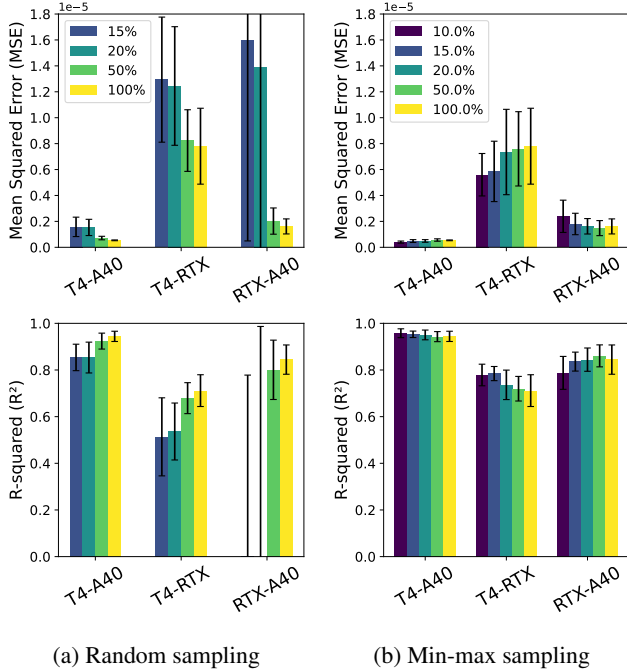 1e−5
Mean Squared Error (MSE)
1.8
1.6
1.4
1.2
1.0
0.8
0.6
0.4
0.2
0.0
15%
20%
50%
100%
T4-A40
T4-RTX
RTX-A40
1e−5
Mean Squared Error (MSE)
1.8
1.6
1.4
1.2
1.0
0.8
0.6
0.4
0.2
0.0
10.0%
15.0%
20.0%
50.0%
100.0%
T4-A40
T4-RTX
RTX-A40
R-squared (R²)
1.0
0.8
0.6
0.4
0.2
0.0
T4-A40
T4-RTX
RTX-A40
R-squared (R²)
1.0
0.8
0.6
0.4
0.2
0.0
T4-A40
T4-RTX
RTX-A40
(a) Random sampling
(b) Min-max sampling